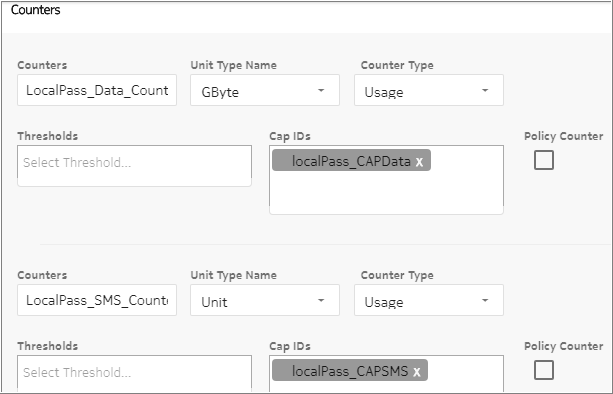 Counters
Counters Unit Type Name Counter Type
LocalPass_Data_Count GByte Usage
Thresholds Cap IDs Policy Counter
Select Threshold... localPass_CAPData x
Counters Unit Type Name Counter Type
LocalPass_SMS_Counte Unit Usage
Thresholds Cap IDs Policy Counter
Select Threshold... localPass_CAPSMS x